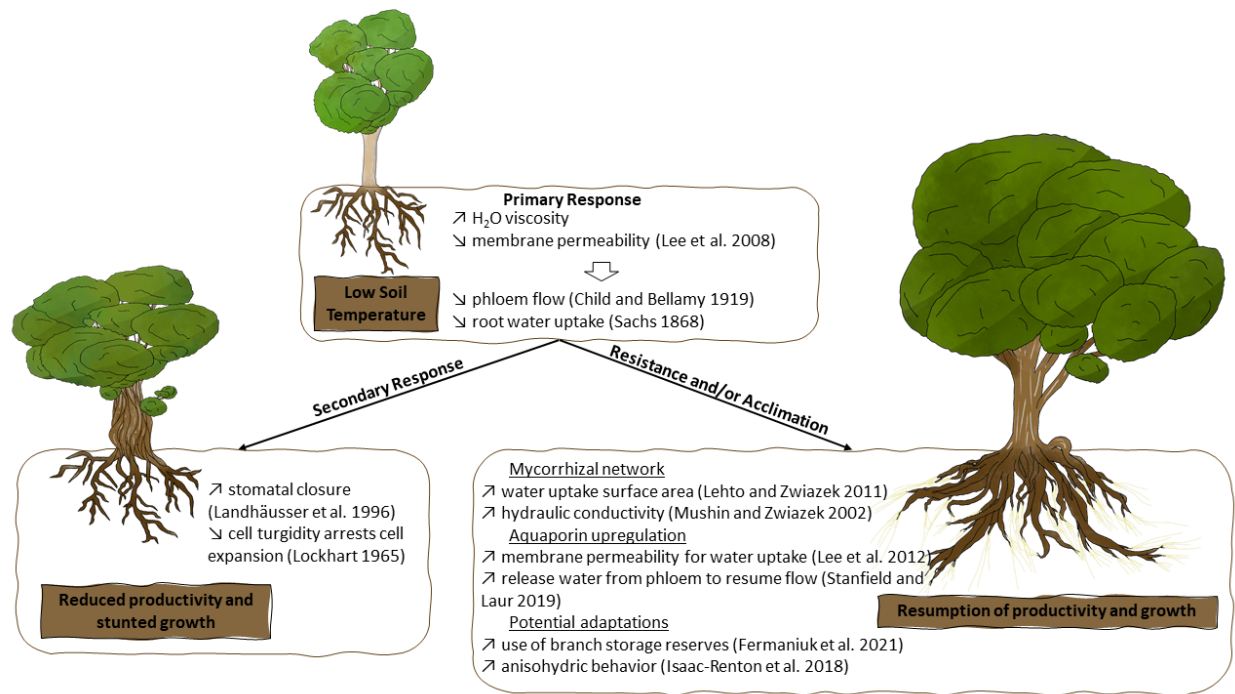 Primary Response
↗ H₂O viscosity
↘ membrane permeability (Lee et al. 2008)
Low Soil
Temperature
↘ phloem flow (Child and Bellamy 1919)
↘ root water uptake (Sachs 1868)
Secondary Response
Resistance and/or Acclimation
↗ stomatal closure
(Landhäusser et al. 1996)
↘ cell turgidity arrests cell
expansion (Lockhart 1965)
Reduced productivity and
stunted growth
Mycorrhizal network
↗ water uptake surface area (Lehto and Zwiazek 2011)
↗ hydraulic conductivity (Mushin and Zwiazek 2002)
Aquaporin upregulation
↗ membrane permeability for water uptake (Lee et al. 2012)
↗ release water from phloem to resume flow (Stanfield and
Laur 2019)
Potential adaptations
↗ use of branch storage reserves (Fermaniuk et al. 2021)
↗ anisohydric behavior (Isaac-Renton et al. 2018)
Resumption of productivity and growth